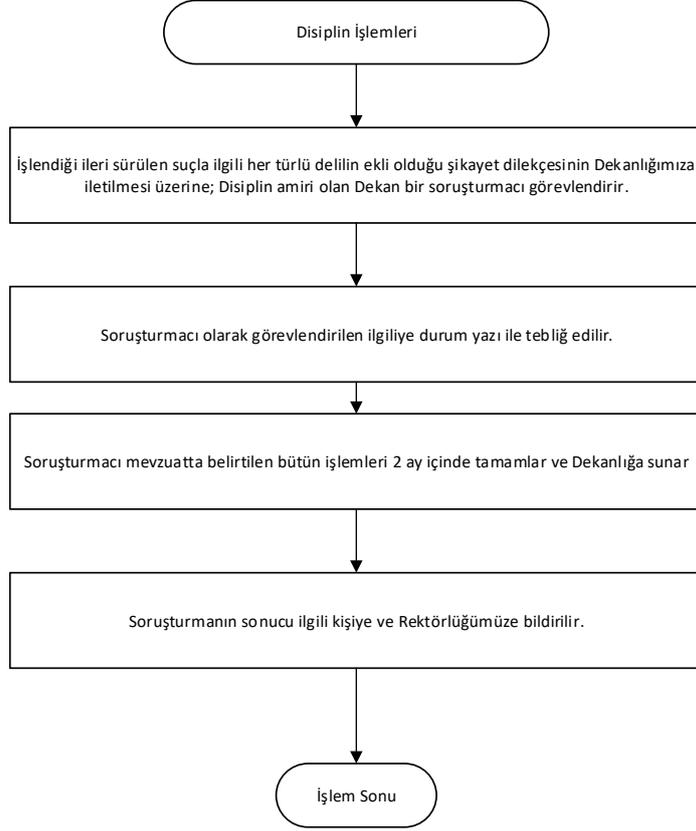 Disiplin İşlemleri
İşlendiği ileri sürülen suçla ilgili her türlü delilin ekli olduğu şikayet dilekçesinin Dekanlığımıza
iletilmesi üzerine; Disiplin amiri olan Dekan bir soruşturmacı görevlendirir.
Soruşturmacı olarak görevlendirilen ilgiliye durum yazı ile tebliğ edilir.
Soruşturmacı mevzuatta belirtilen bütün işlemleri 2 ay içinde tamamlar ve Dekanlığa sunar
Soruşturmanın sonucu ilgili kişiye ve Rektörlüğümüze bildirilir.
İşlem Sonu